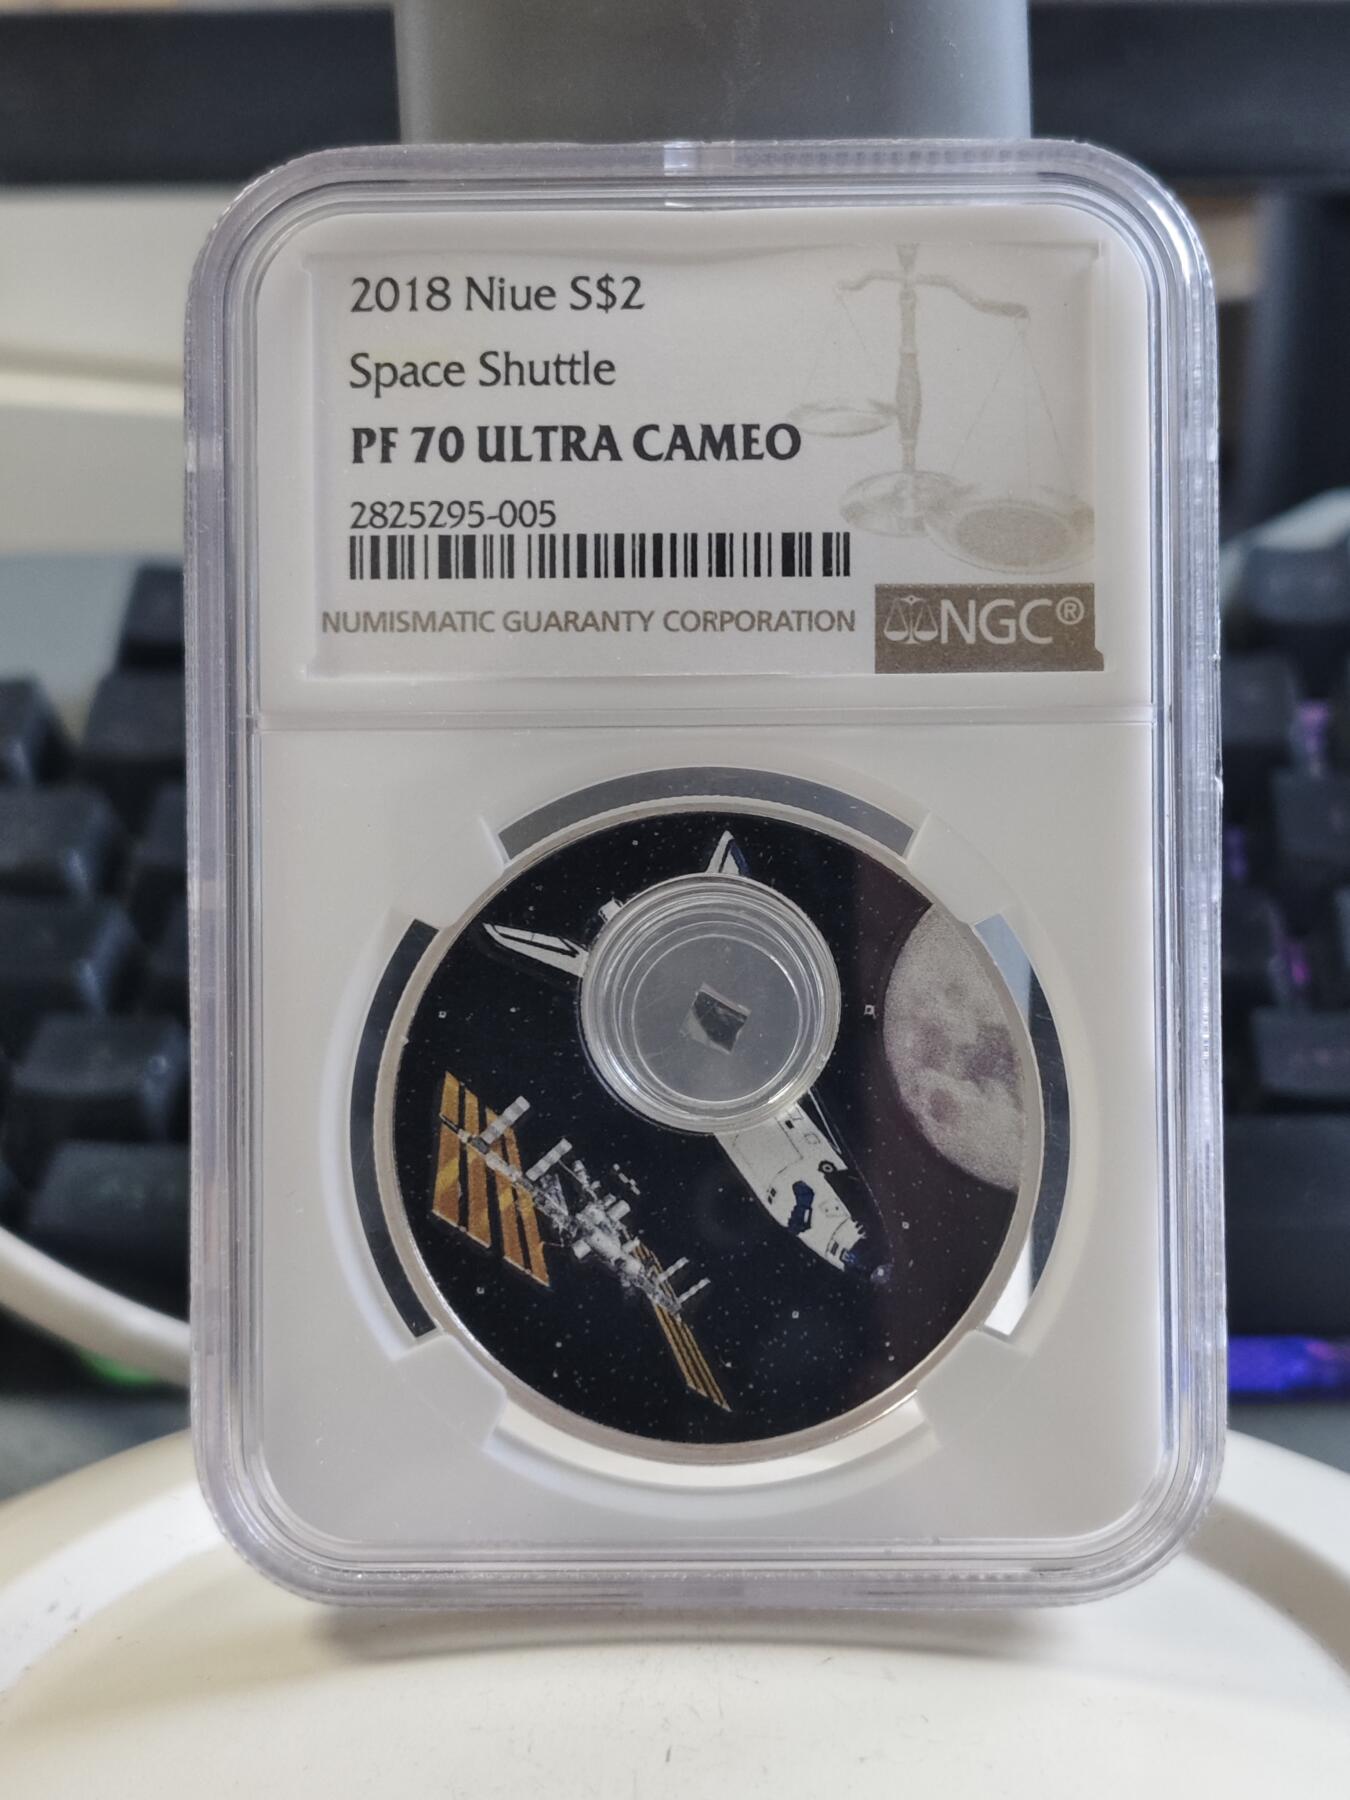 2018 Niue S$2
Space Shuttle
PF 70 ULTRA CAMEO
2825295-005
NUMISMATIC GUARANTY CORPORATION NGC®